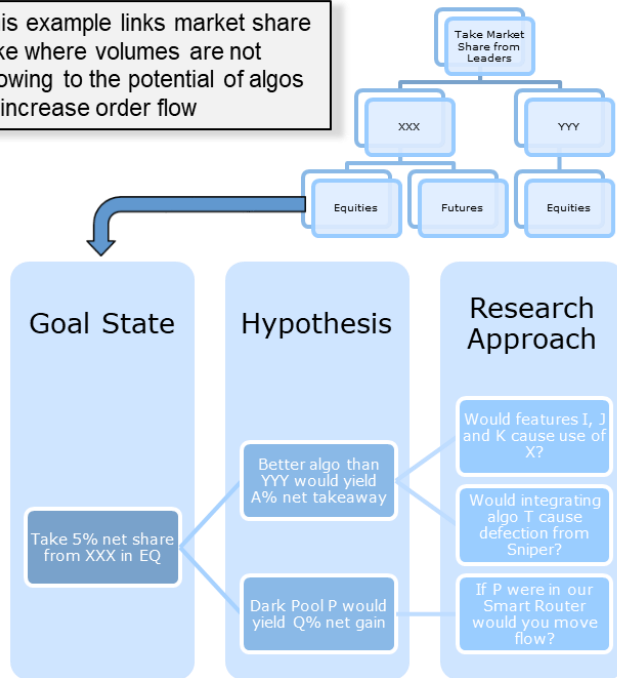 is example links market share
ke where volumes are not
owing to the potential of algos
increase order flow
Take Market
Share from
Leaders
XXX
YYY
Equities
Futures
Equities
Goal State
Hypothesis
Research
Approach
Take 5% net share
from XXX in EQ
Better algo than
YYY would yield
A% net takeaway
Dark Pool P would
yield Q% net gain
Would features I, J
and K cause use of
X?
Would integrating
algo T cause
defection from
Sniper?
If P were in our
Smart Router
would you move
flow?